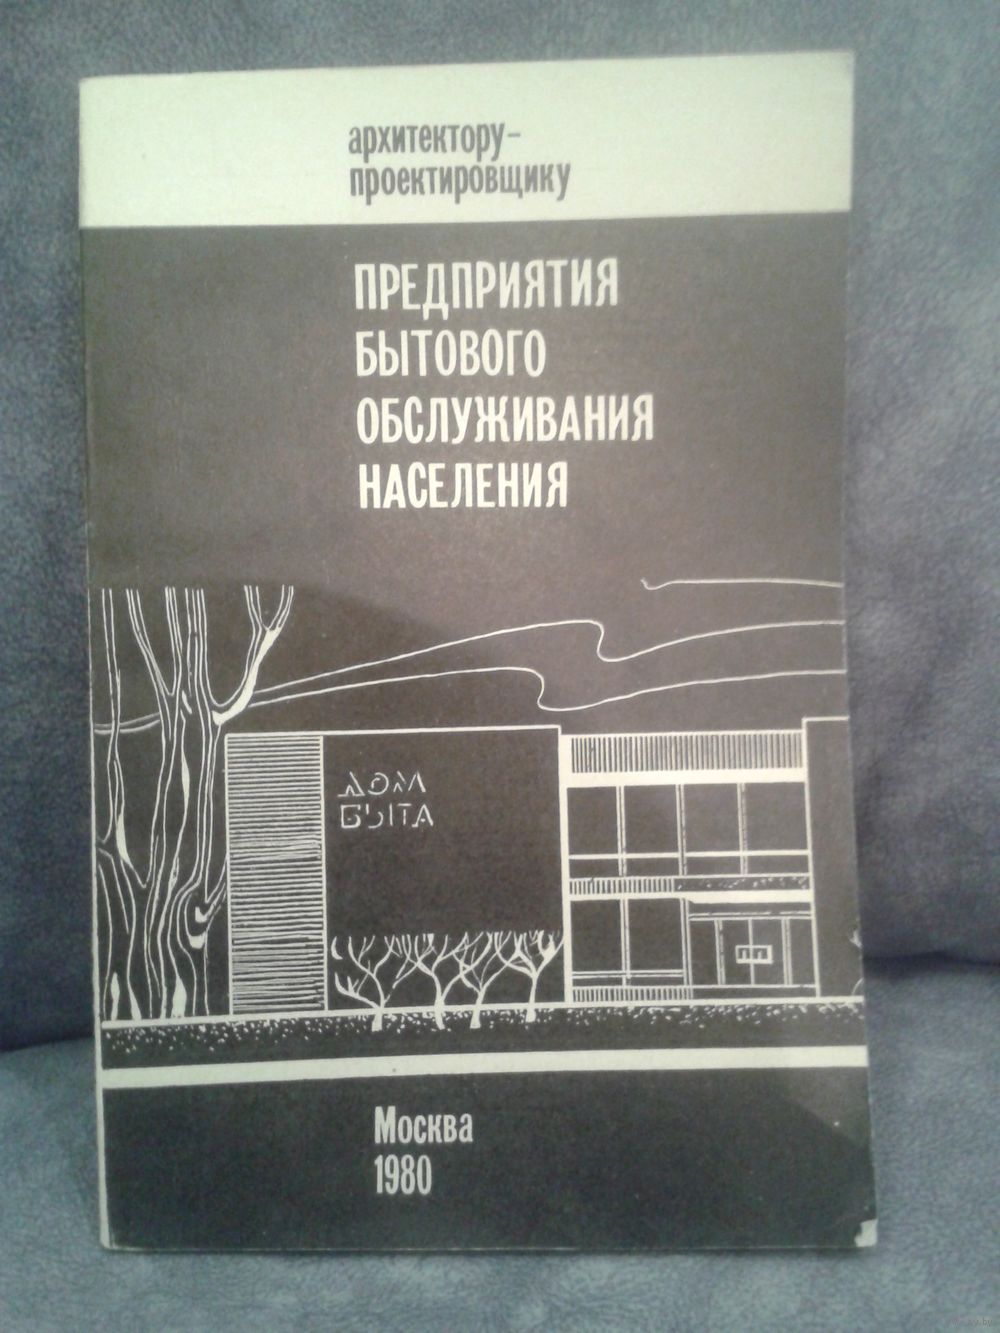 архитектору-
проектировщику
ПРЕДПРИЯТИЯ
БЫТОВОГО
ОБСЛУЖИВАНИЯ
НАСЕЛЕНИЯ
ДОМ
БЫТА
Москва
1980